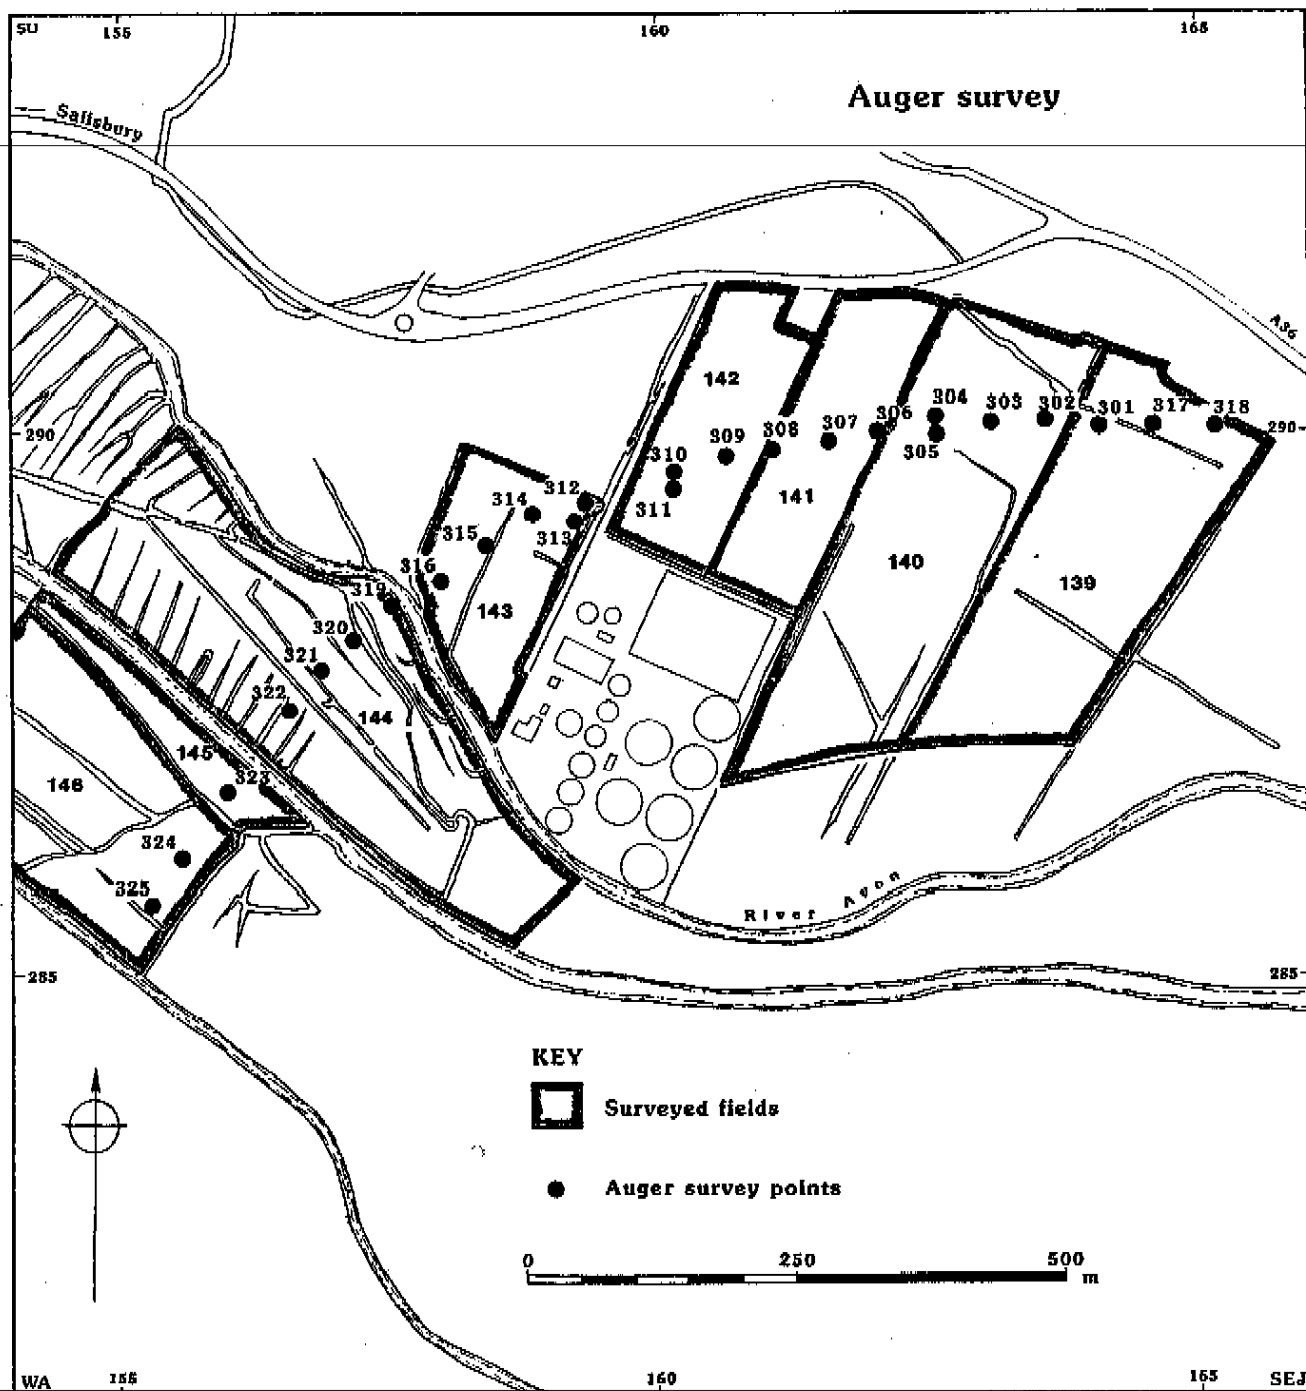 SU 155 160 165
Auger survey
Salisbury
A36
142
304
306 303 302 301 317 318
307
290 290
308
309 305
310
312
314
311 141
313
315
316
140
139
319
143
320
321
322
144
145
323
146
324
325
River Avon
285 285
KEY
Surveyed fields
Auger survey points
0 250 500
m
WA 155 160 165 SEJ